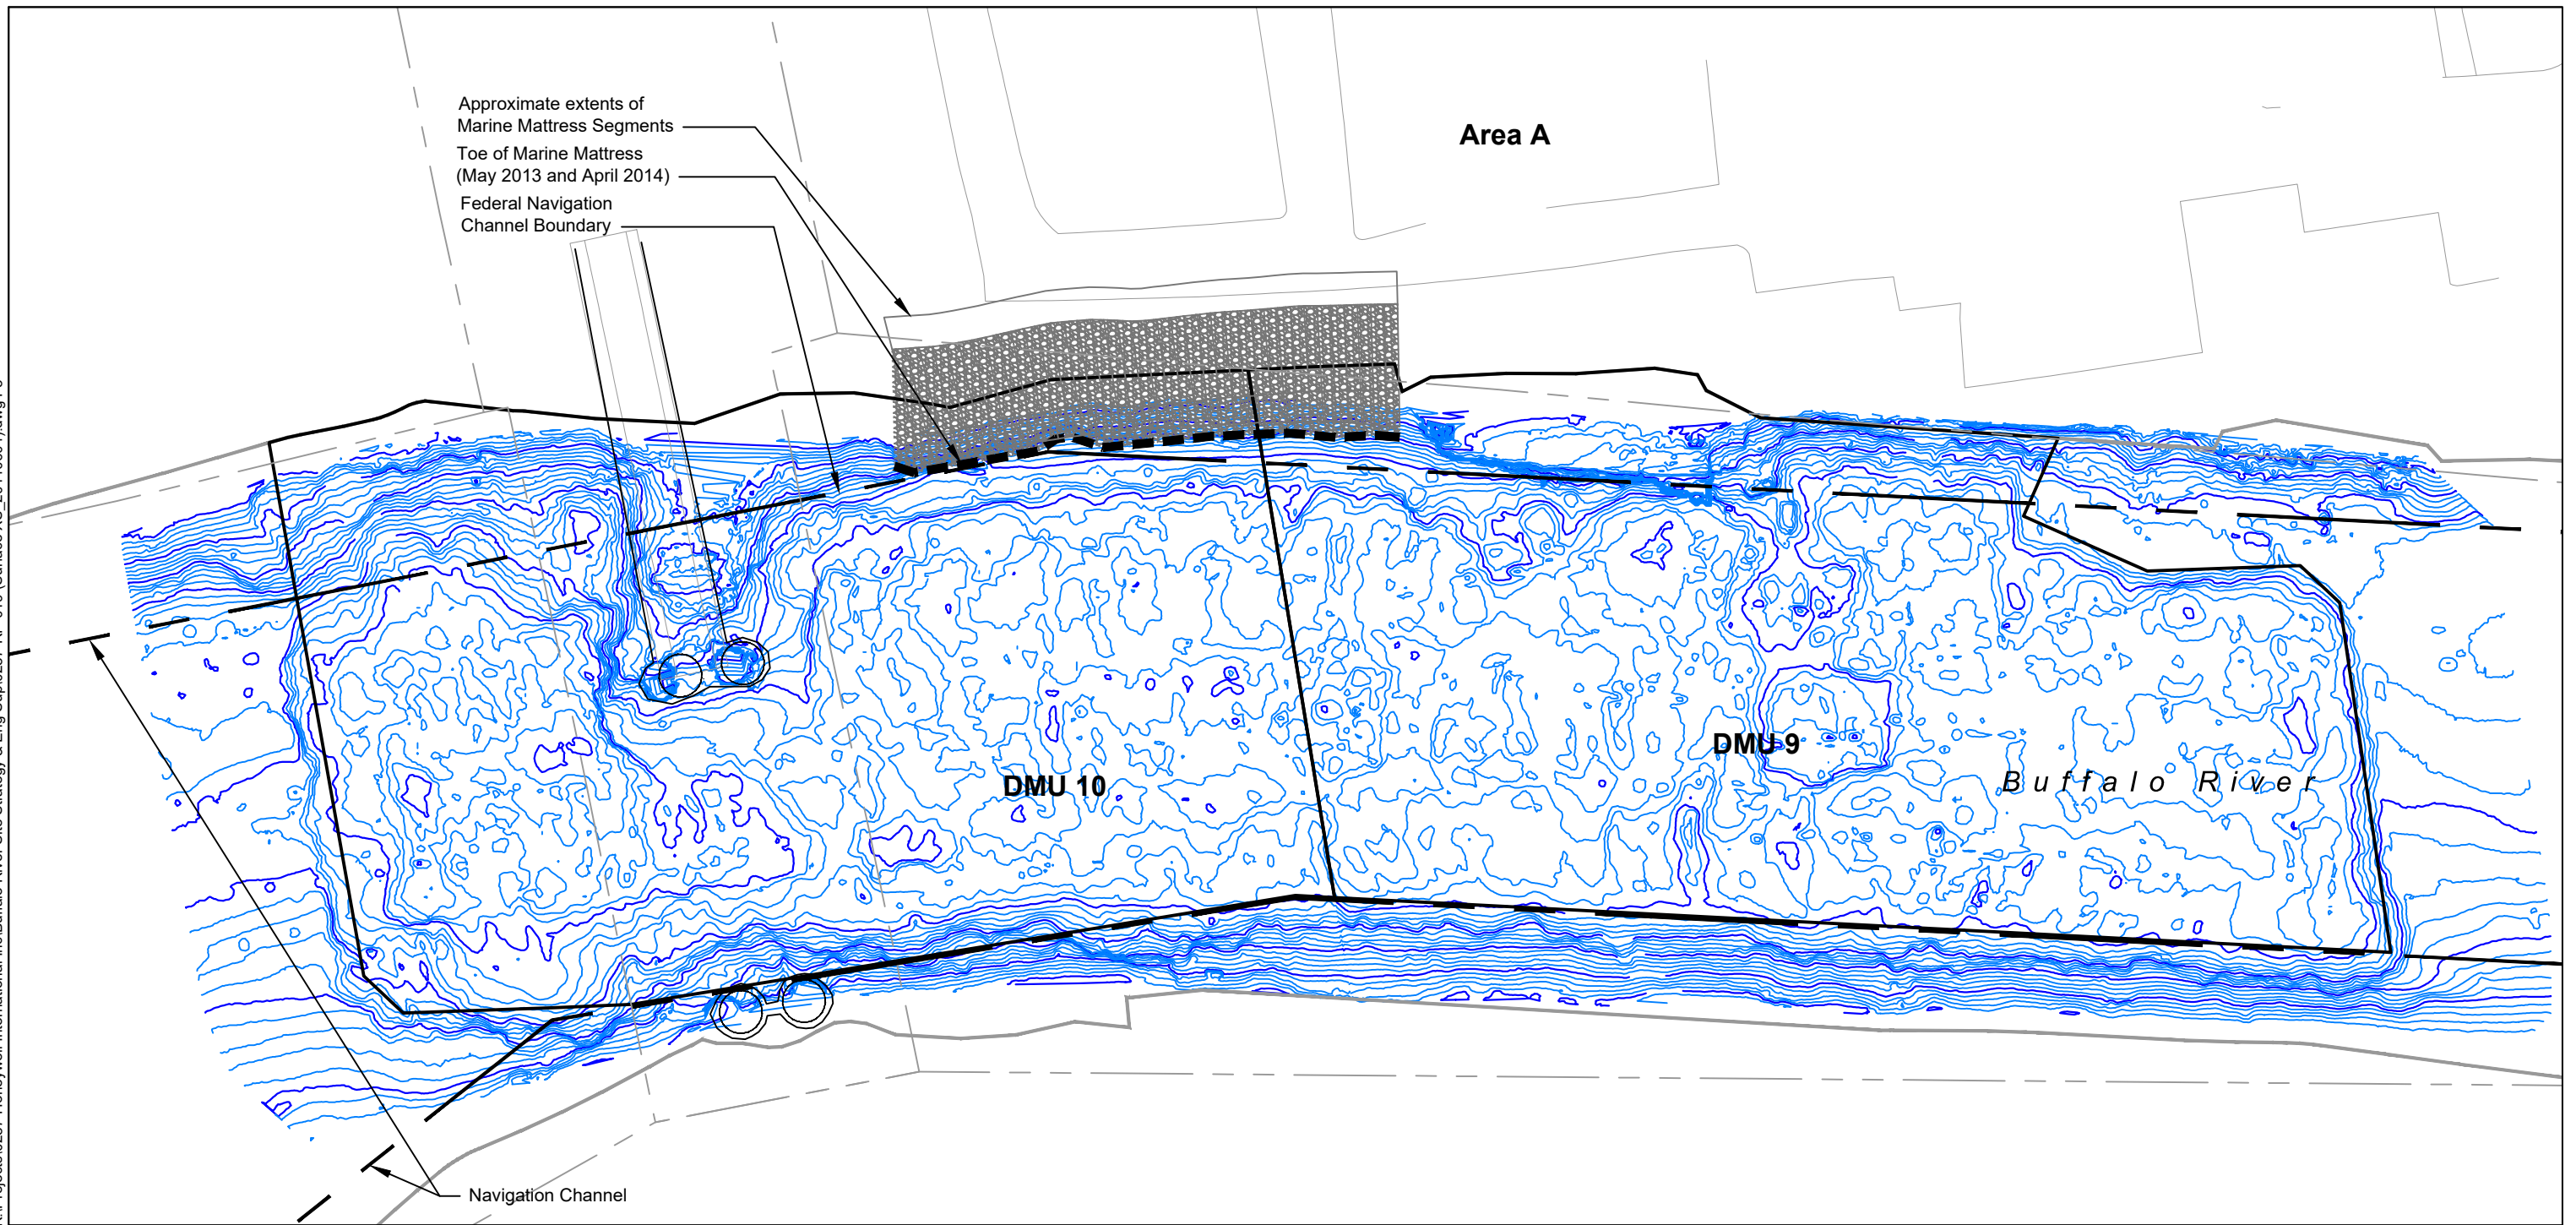 Approximate extents of
Marine Mattress Segments
Toe of Marine Mattress
(May 2013 and April 2014)
Federal Navigation
Channel Boundary
Area A
DMU 9
DMU 10
Buffalo River
Navigation Channel